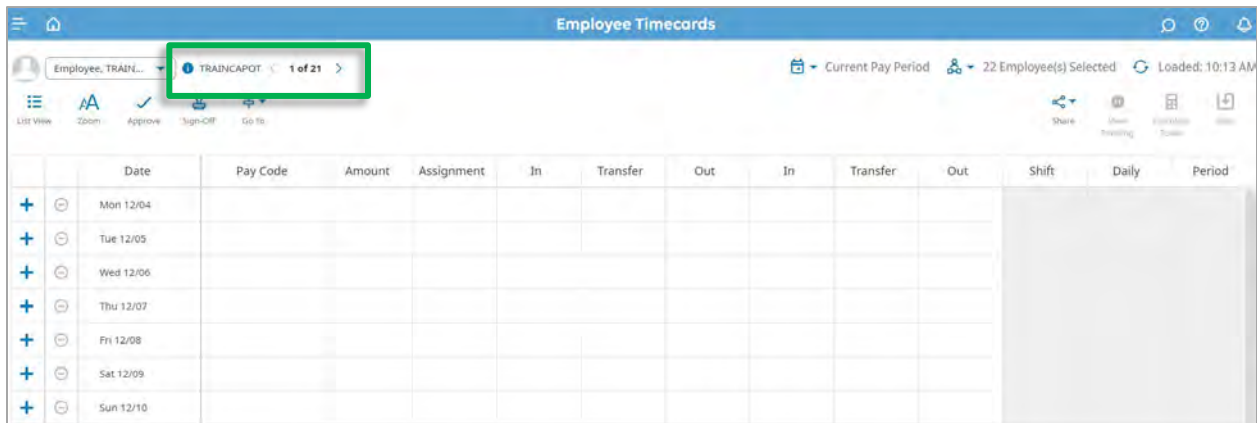 Employee Timecards
Employee, TRAIN... TRAINCAPOT 1 of 21 Current Pay Period 22 Employee(s) Selected Loaded: 10:13 AM
List View Zoom Approve Sign-Off Go To Share
Date Pay Code Amount Assignment In Transfer Out In Transfer Out Shift Daily Period
Mon 12/04
Tue 12/05
Wed 12/06
Thu 12/07
Fri 12/08
Sat 12/09
Sun 12/10